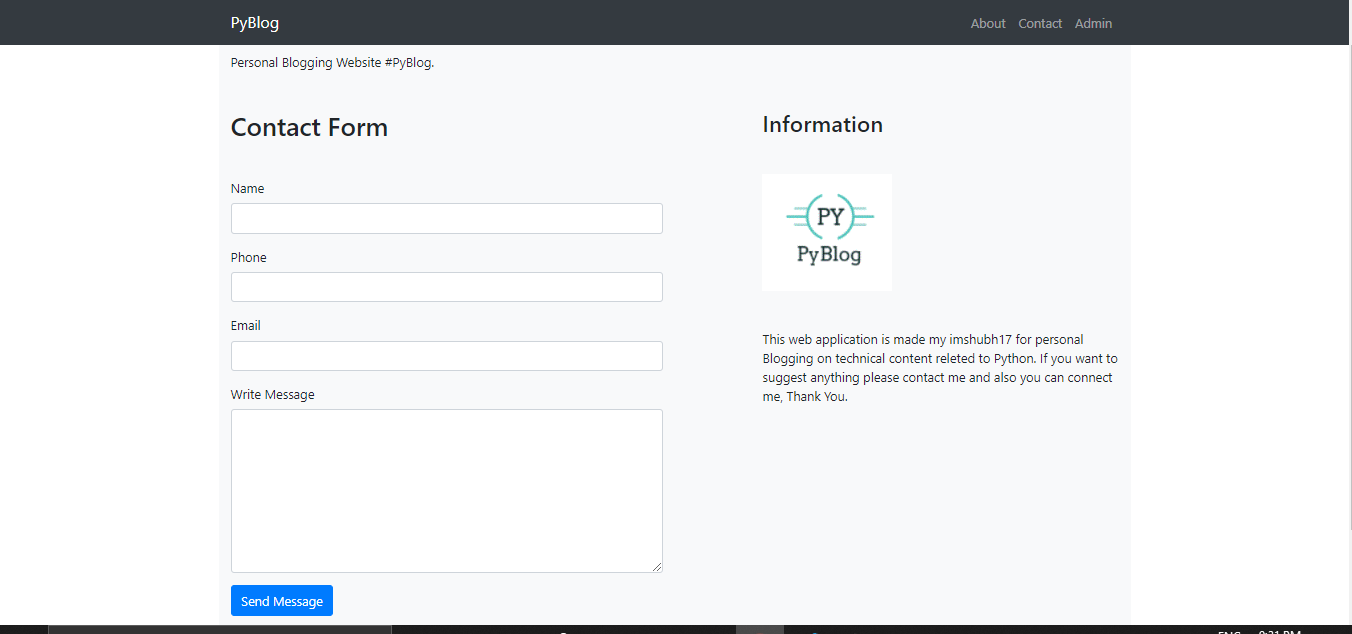 PyBlog
About Contact Admin
Personal Blogging Website #PyBlog.
Contact Form
Name
Phone
Email
Write Message
Send Message
Information
PY
PyBlog
This web application is made my imshubh17 for personal
Blogging on technical content releted to Python. If you want to
suggest anything please contact me and also you can connect
me, Thank You.